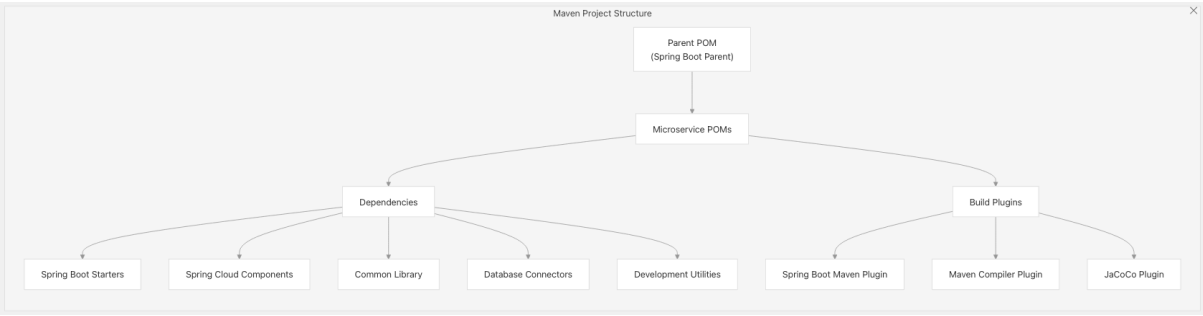 Maven Project Structure
Parent POM
(Spring Boot Parent)
Microservice POMs
Dependencies
Build Plugins
Spring Boot Starters
Spring Cloud Components
Common Library
Database Connectors
Development Utilities
Spring Boot Maven Plugin
Maven Compiler Plugin
JaCoCo Plugin